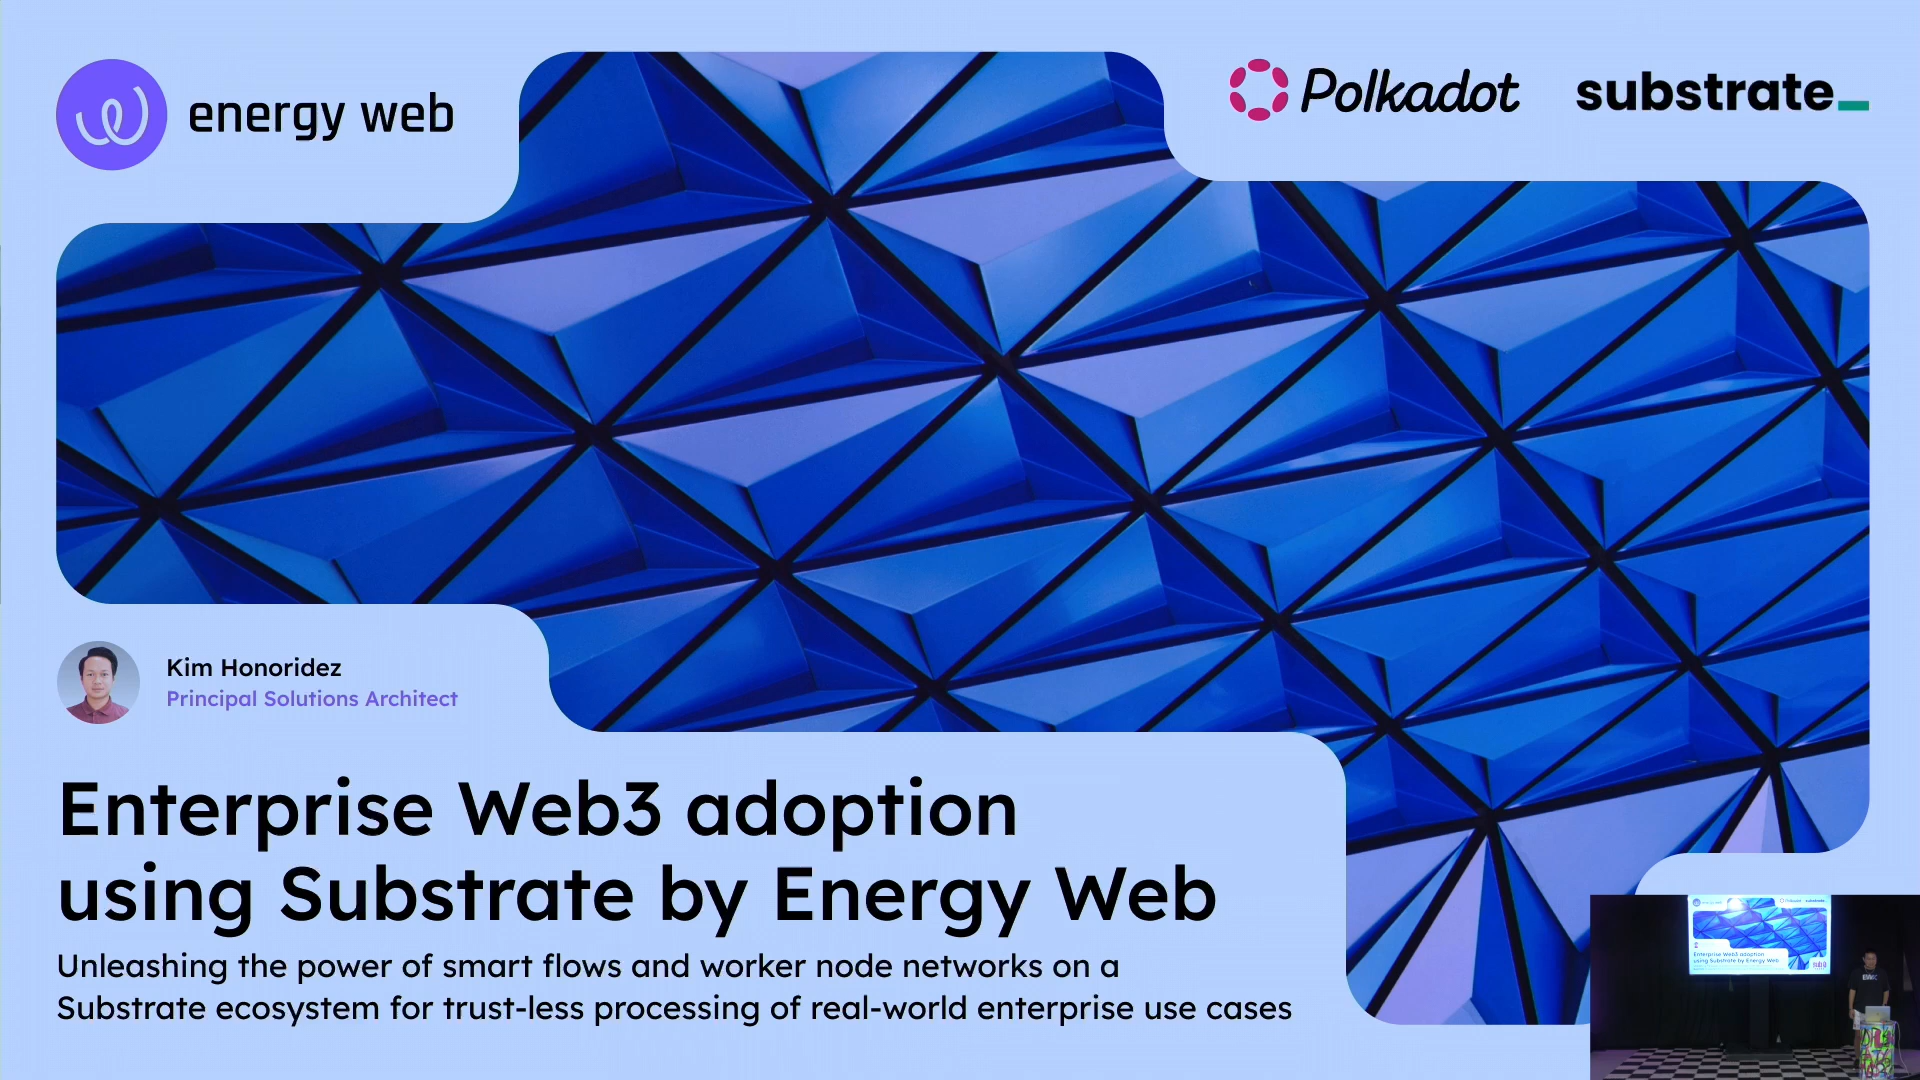 energy web
Polkadot
substrate_
Kim Honoridez
Principal Solutions Architect
Enterprise Web3 adoption
using Substrate by Energy Web
Unleashing the power of smart flows and worker node networks on a
Substrate ecosystem for trust-less processing of real-world enterprise use cases